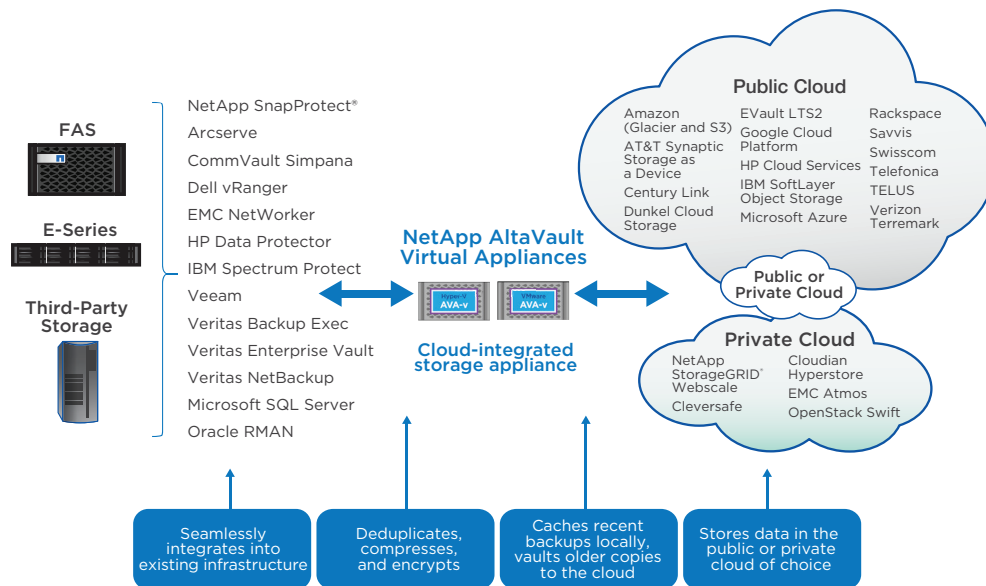 FAS
E-Series
Third-Party
Storage
NetApp SnapProtect®
Arcserve
CommVault Simpana
Dell vRanger
EMC NetWorker
HP Data Protector
IBM Spectrum Protect
Veeam
Veritas Backup Exec
Veritas Enterprise Vault
Veritas NetBackup
Microsoft SQL Server
Oracle RMAN
NetApp AltaVault
Virtual Appliances
Hyper-V
AVA-v
VMware
AVA-v
Cloud-integrated
storage appliance
Public Cloud
Amazon
(Glacier and S3)
AT&T Synaptic
Storage as
a Device
Century Link
Dunkel Cloud
Storage
EVault LTS2
Google Cloud
Platform
HP Cloud Services
IBM SoftLayer
Object Storage
Microsoft Azure
Rackspace
Savvis
Swisscom
Telefonica
TELUS
Verizon
Terremark
Public or
Private Cloud
Private Cloud
NetApp
StorageGRID®
Webscale
Cleversafe
Cloudian
Hyperstore
EMC Atmos
OpenStack Swift
Seamlessly
integrates into
existing infrastructure
Deduplicates,
compresses,
and encrypts
Caches recent
backups locally,
vaults older copies
to the cloud
Stores data in the
public or private
cloud of choice